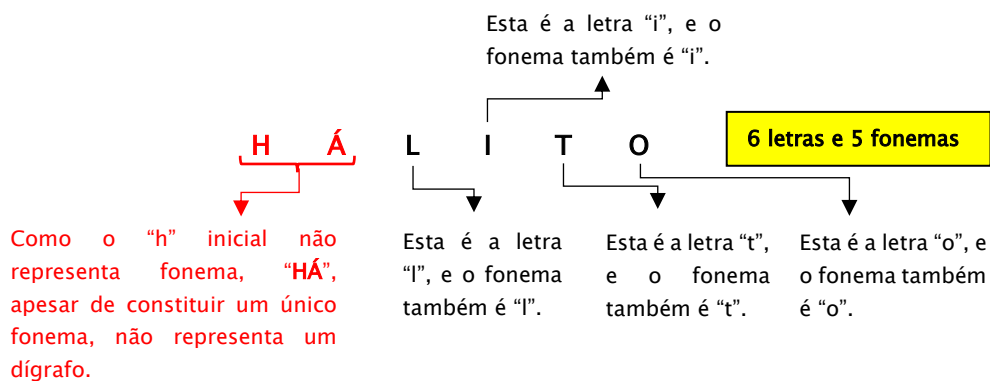 Esta é a letra “i”, e o
fonema também é “i”.
H Á L I T O
6 letras e 5 fonemas
Como o “h” inicial não
representa fonema, “HÁ”,
apesar de constituir um único
fonema, não representa um
dígrafo.
Esta é a letra
“l”, e o fonema
também é “l”.
Esta é a letra “t”,
e o fonema
também é “t”.
Esta é a letra “o”, e
o fonema também
é “o”.